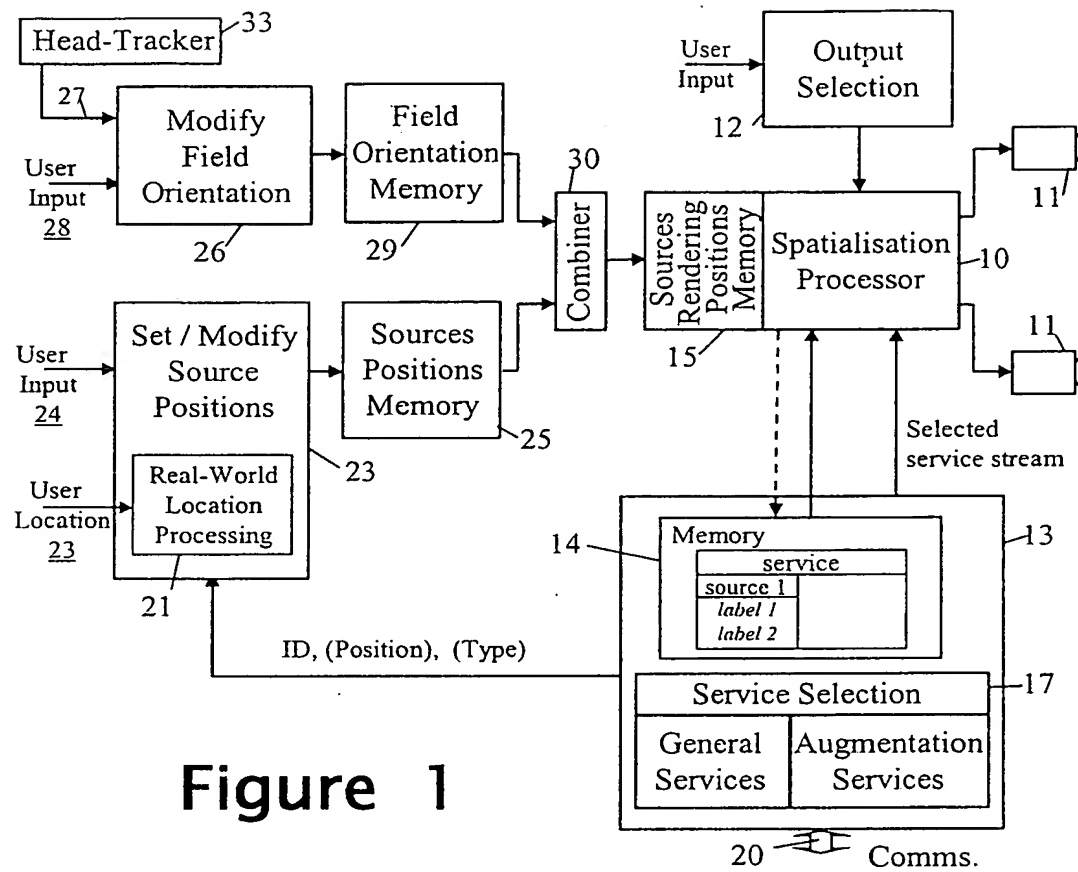 Head-Tracker
33
27
Modify
Field
Orientation
User
Input
28
26
Field
Orientation
Memory
29
User
Input
Output
Selection
12
30
Combiner
Sources
Rendering
Positions
Memory
15
Spatialisation
Processor
10
11
11
Set / Modify
Source
Positions
User
Input
24
Sources
Positions
Memory
25
23
User
Location
23
Real-World
Location
Processing
21
Selected
service stream
13
14
Memory
service
source 1
label 1
label 2
ID, (Position), (Type)
Service Selection
17
General
Services
Augmentation
Services
20
Comms.
Figure 1